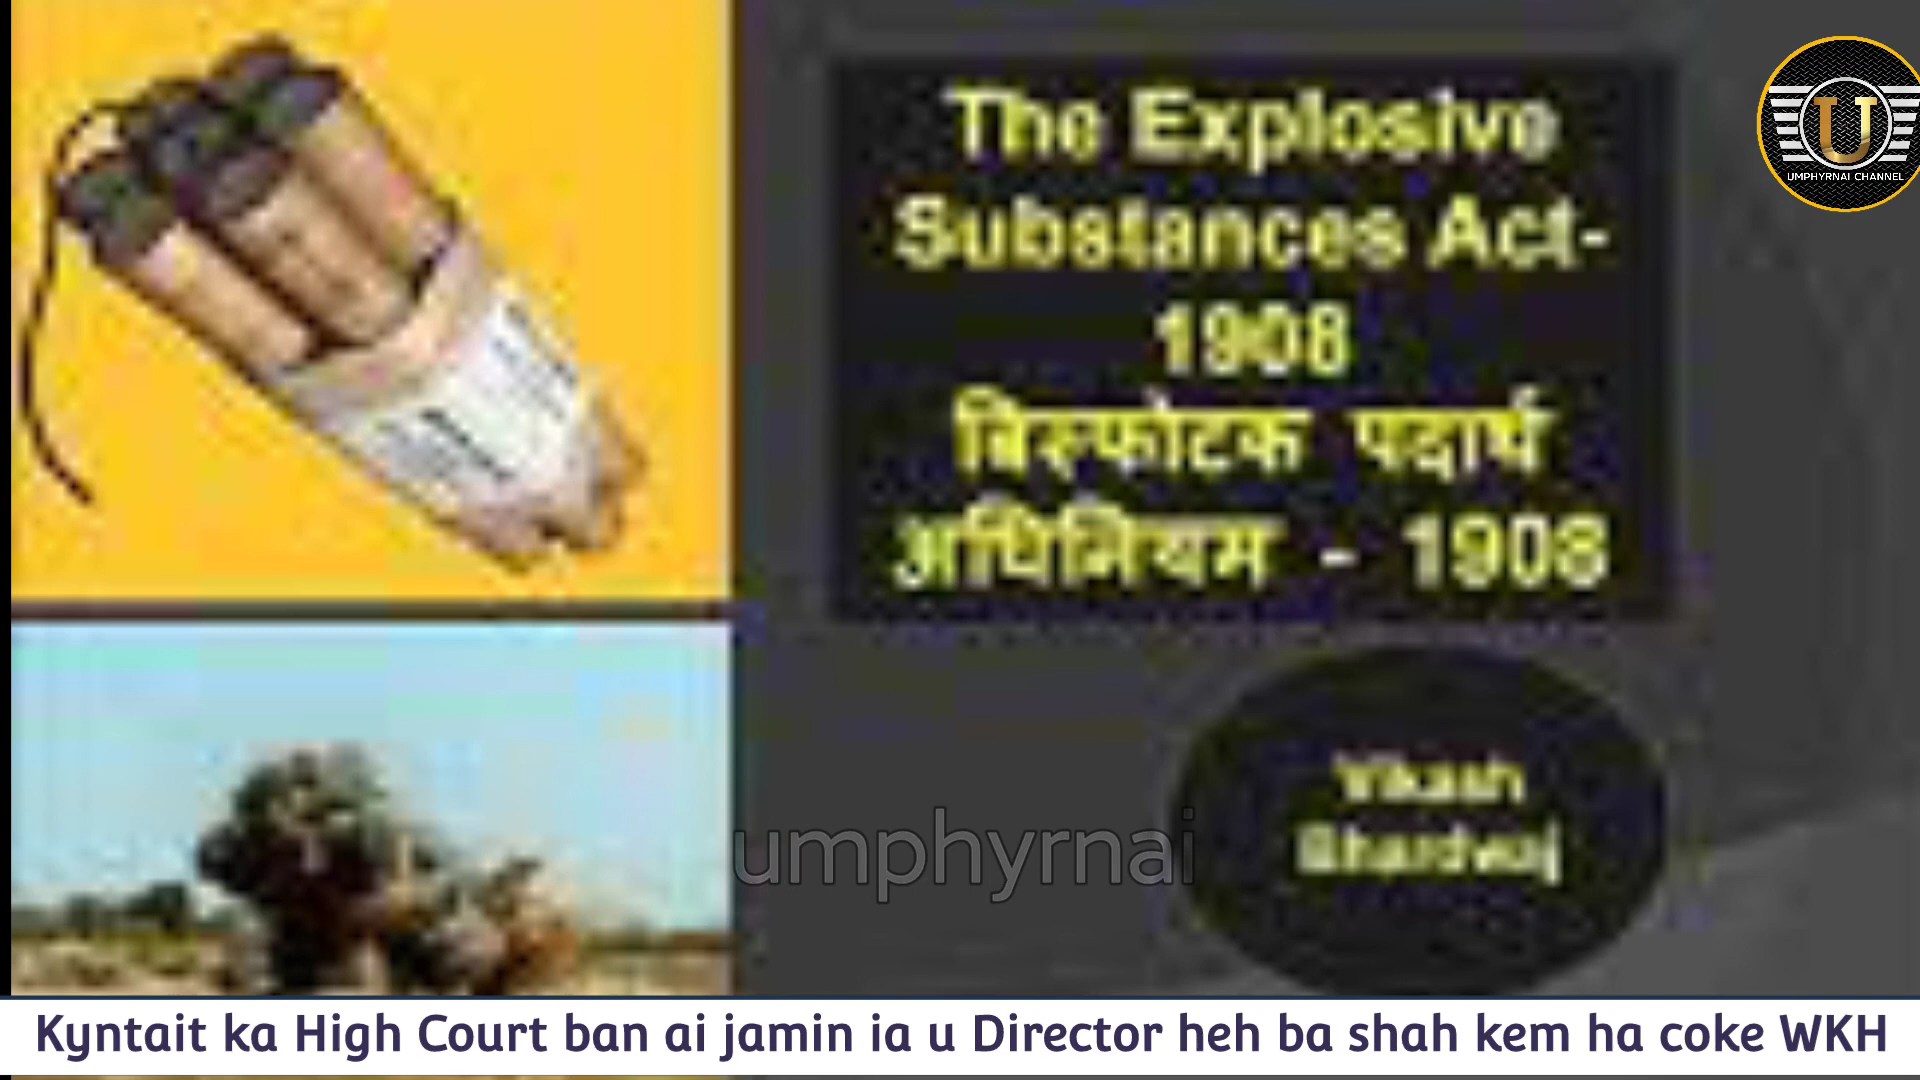 The Explosive
Substances Act-
1908
विस्फोटक पदार्थ
अधिनियम - 1908
Vikash
Bhardwaj
U
UMPHYRNAI CHANNEL
umphyrnai
Kyntait ka High Court ban ai jamin ia u Director heh ba shah kem ha coke WKH